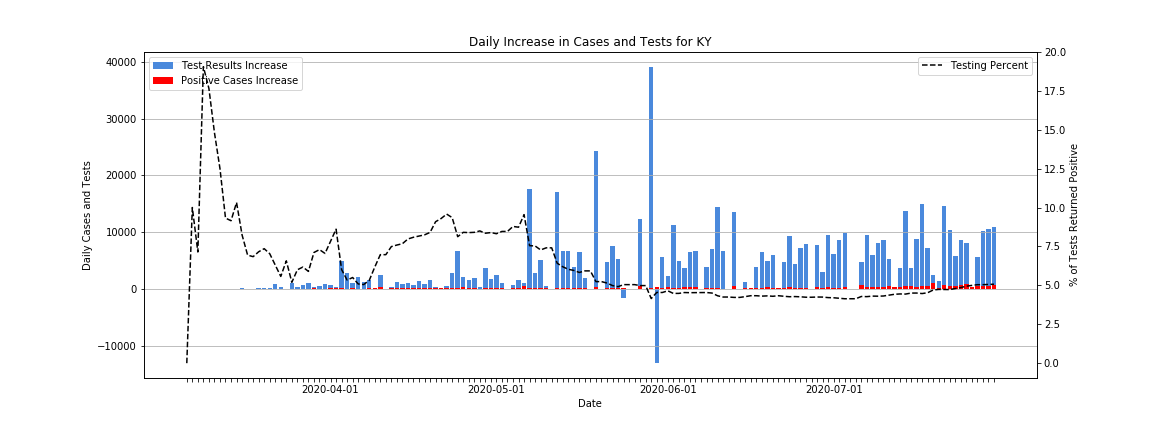 Daily Increase in Cases and Tests for KY
Test Results Increase
Positive Cases Increase
Testing Percent
Daily Cases and Tests
40000
30000
20000
10000
0
−10000
% of Tests Returned Positive
20.0
17.5
15.0
12.5
10.0
7.5
5.0
2.5
0.0
2020-04-01
2020-05-01
2020-06-01
2020-07-01
Date